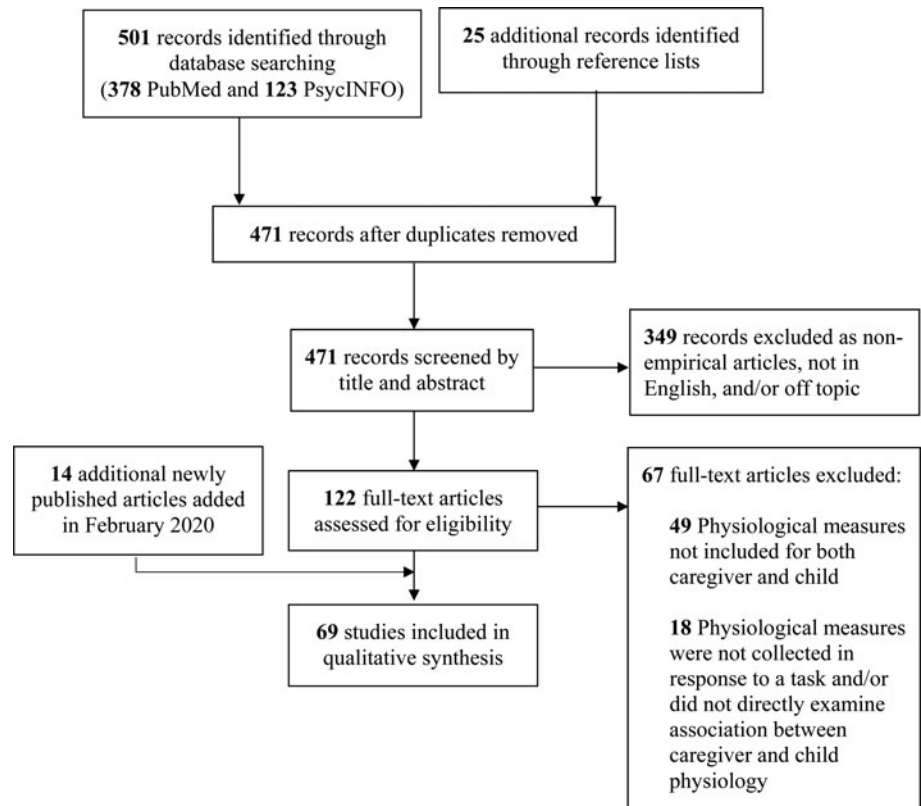 501 records identified through
database searching
(378 PubMed and 123 PsycINFO)
25 additional records identified
through reference lists
471 records after duplicates removed
471 records screened by
title and abstract
349 records excluded as non-
empirical articles, not in
English, and/or off topic
14 additional newly
published articles added
in February 2020
122 full-text articles
assessed for eligibility
67 full-text articles excluded:
49 Physiological measures
not included for both
caregiver and child
18 Physiological measures
were not collected in
response to a task and/or
did not directly examine
association between
caregiver and child
physiology
69 studies included in
qualitative synthesis